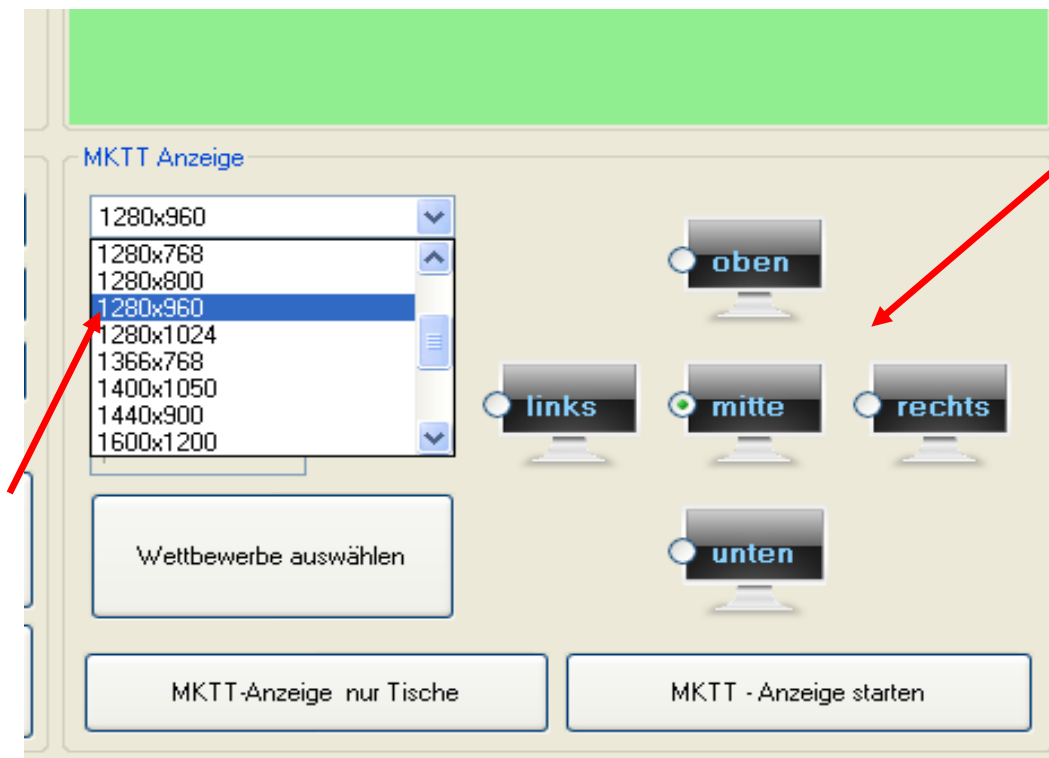 MKTT Anzeige
1280x960
1280x768
1280x800
1280x960
1280x1024
1366x768
1400x1050
1440x900
1600x1200
oben
links
mitte
rechts
unten
Wettbewerbe auswählen
MKTT-Anzeige nur Tische
MKTT - Anzeige starten